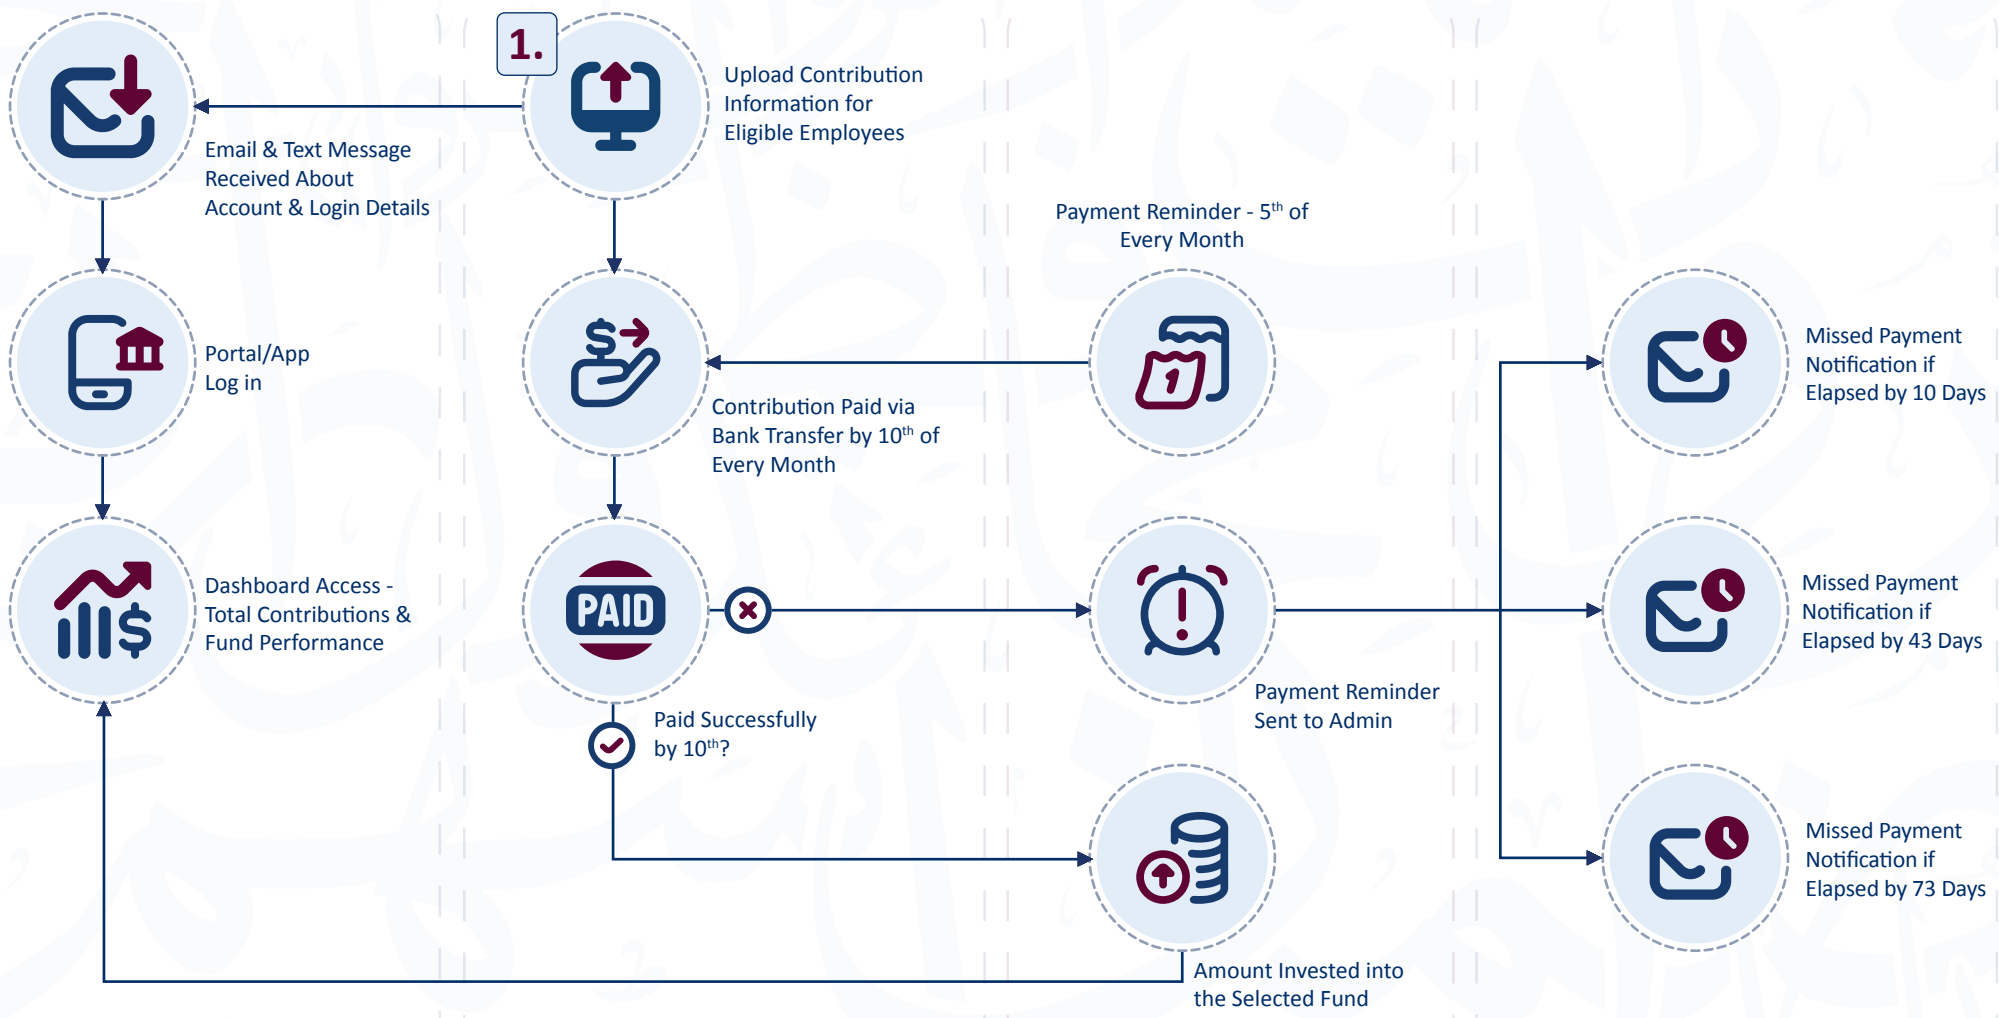 1.
Upload Contribution
Information for
Eligible Employees
Email & Text Message
Received About
Account & Login Details
Payment Reminder - 5th of
Every Month
Portal/App
Log in
$
1
Contribution Paid via
Bank Transfer by 10th of
Every Month
Missed Payment
Notification if
Elapsed by 10 Days
Dashboard Access -
Total Contributions &
Fund Performance
$
PAID
Paid Successfully
by 10th?
!
Payment Reminder
Sent to Admin
Missed Payment
Notification if
Elapsed by 43 Days
Missed Payment
Notification if
Elapsed by 73 Days
Amount Invested into
the Selected Fund